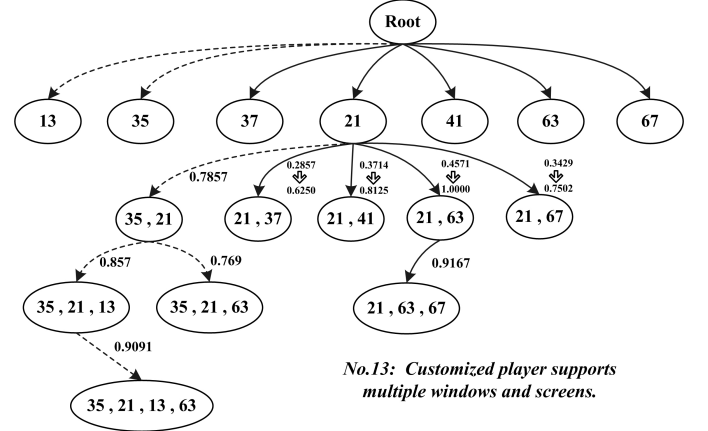 Root
13
35
37
21
41
63
67
0.7857
0.2857
0.6250
0.3714
0.8125
0.4571
1.0000
0.3429
0.7502
35 , 21
21 , 37
21 , 41
21 , 63
21 , 67
0.857
0.769
0.9167
35 , 21 , 13
35 , 21 , 63
21 , 63 , 67
0.9091
35 , 21 , 13 , 63
No.13: Customized player supports
multiple windows and screens.